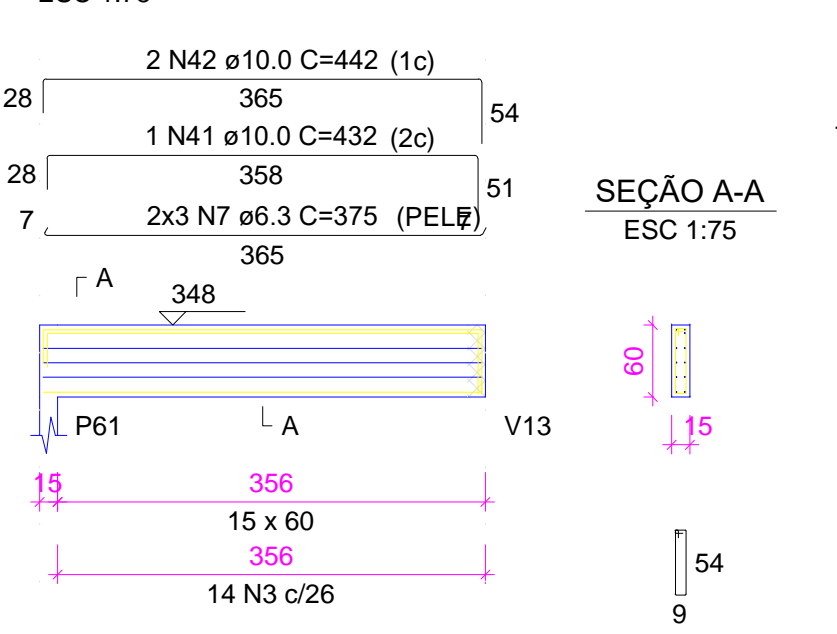 2 N42 ø10.0 C=442 (1c)
28
365
54
1 N41 ø10.0 C=432 (2c)
28
358
51
7
2x3 N7 ø6.3 C=375 (PELE)
7
365
SEÇÃO A-A
ESC 1:75
A
348
60
P61
A
V13
15
15
356
15 x 60
356
14 N3 c/26
54
9